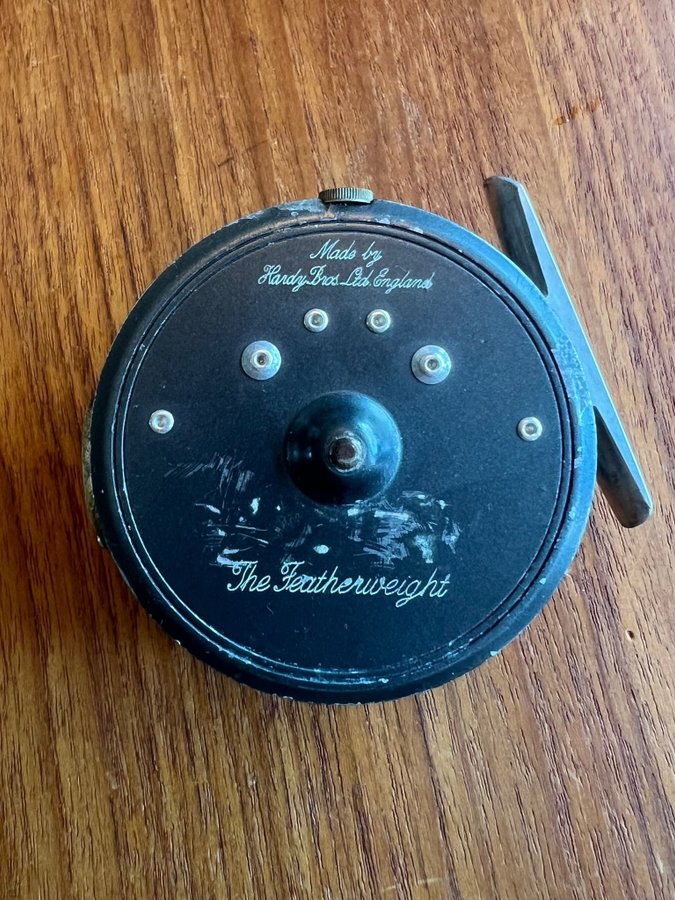 Made by
Hardy Bros. Ltd England
The Featherweight